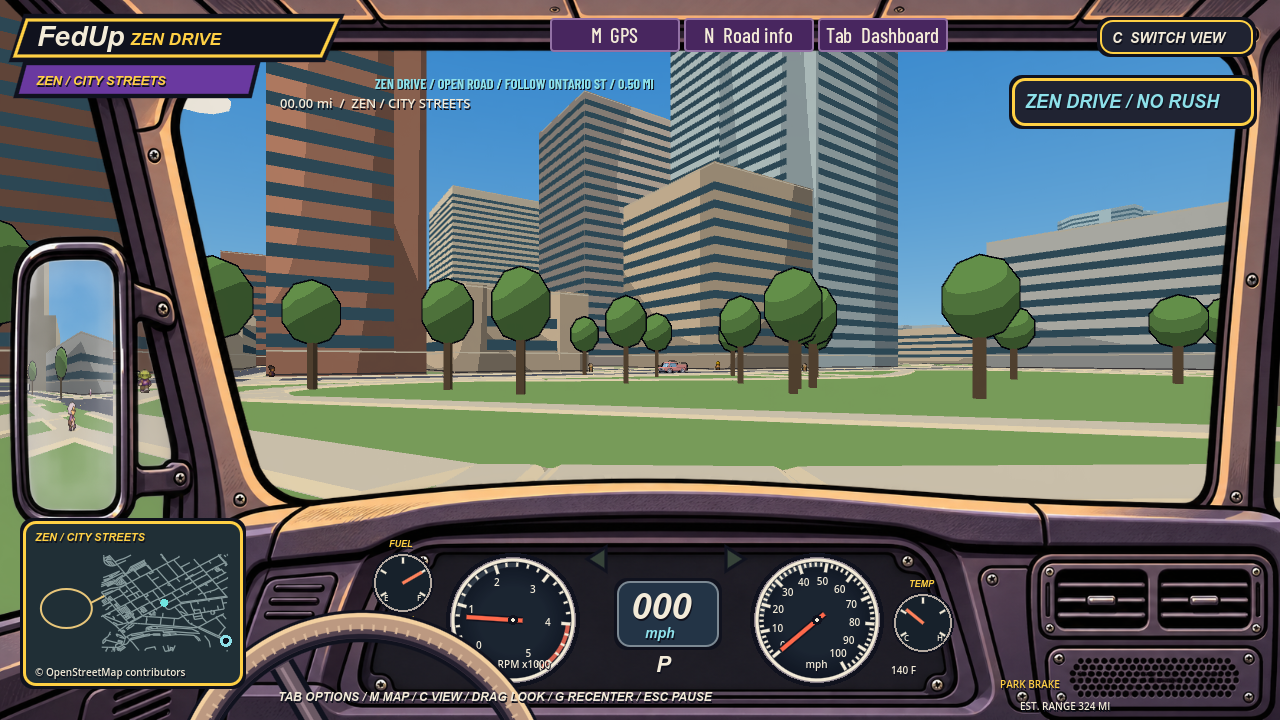 FedUp ZEN DRIVE
ZEN / CITY STREETS
M GPS
N Road info
Tab Dashboard
C SWITCH VIEW
ZEN DRIVE / NO RUSH
ZEN DRIVE / OPEN ROAD / FOLLOW ONTARIO ST / 0.50 MI
00.00 mi / ZEN / CITY STREETS
ZEN / CITY STREETS
© OpenStreetMap contributors
FUEL
E F
0 1 2 3 4 5
RPM x1000
000
mph
P
0 10 20 30 40 50 60 70 80 90 100
mph
TEMP
C H
140 F
PARK BRAKE
EST. RANGE 324 MI
TAB OPTIONS / M MAP / C VIEW / DRAG LOOK / G RECENTER / ESC PAUSE